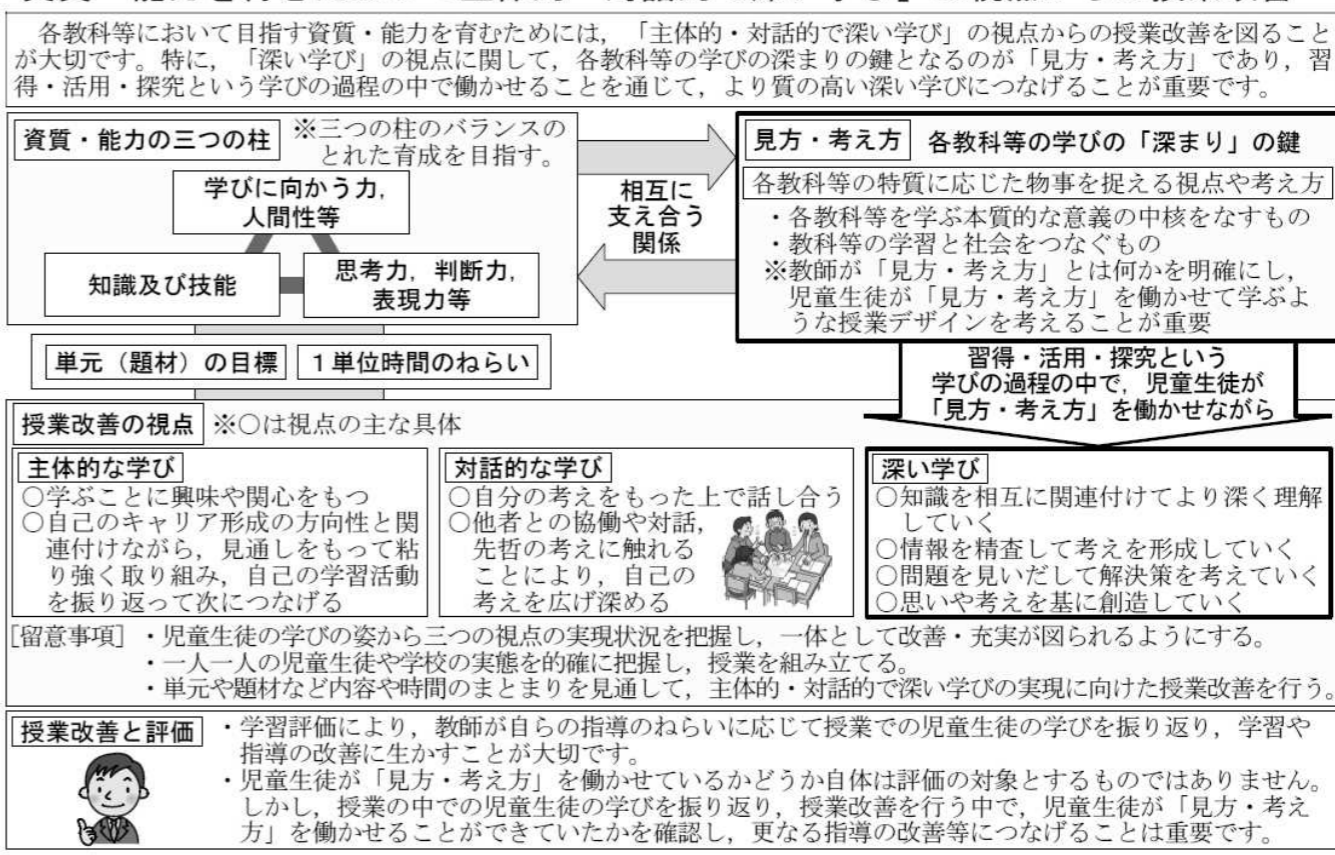 各教科等において目指す資質・能力を育むためには，「主体的・対話的で深い学び」の視点からの授業改善を図ること
が大切です。特に，「深い学び」の視点に関して，各教科等の学びの深まりの鍵となるのが「見方・考え方」であり，習
得・活用・探究という学びの過程の中で働かせることを通じて，より質の高い深い学びにつなげることが重要です。
資質・能力の三つの柱
※三つの柱のバランスの
とれた育成を目指す。
学びに向かう力，
人間性等
知識及び技能
思考力，判断力，
表現力等
相互に
支え合う
関係
見方・考え方
各教科等の学びの「深まり」の鍵
各教科等の特質に応じた物事を捉える視点や考え方
・各教科等を学ぶ本質的な意義の中核をなすもの
・教科等の学習と社会をつなぐもの
※教師が「見方・考え方」とは何かを明確にし，
児童生徒が「見方・考え方」を働かせて学ぶよ
うな授業デザインを考えることが重要
単元（題材）の目標
１単位時間のねらい
習得・活用・探究という
学びの過程の中で，児童生徒が
「見方・考え方」を働かせながら
授業改善の視点
※○は視点の主な具体
主体的な学び
○学ぶことに興味や関心をもつ
○自己のキャリア形成の方向性と関
連付けながら，見通しをもって粘
り強く取り組み，自己の学習活動
を振り返って次につなげる
対話的な学び
○自分の考えをもった上で話し合う
○他者との協働や対話，
先哲の考えに触れる
ことにより，自己の
考えを広げ深める
深い学び
○知識を相互に関連付けてより深く理解
していく
○情報を精査して考えを形成していく
○問題を見いだして解決策を考えていく
○思いや考えを基に創造していく
[留意事項]・児童生徒の学びの姿から三つの視点の実現状況を把握し，一体として改善・充実が図られるようにする。
・一人一人の児童生徒や学校の実態を的確に把握し，授業を組み立てる。
・単元や題材など内容や時間のまとまりを見通して，主体的・対話的で深い学びの実現に向けた授業改善を行う。
授業改善と評価
・学習評価により，教師が自らの指導のねらいに応じて授業での児童生徒の学びを振り返り，学習や
指導の改善に生かすことが大切です。
・児童生徒が「見方・考え方」を働かせているかどうか自体は評価の対象とするものではありません。
しかし，授業の中での児童生徒の学びを振り返り，授業改善を行う中で，児童生徒が「見方・考え
方」を働かせることができていたかを確認し，更なる指導の改善等につなげることは重要です。